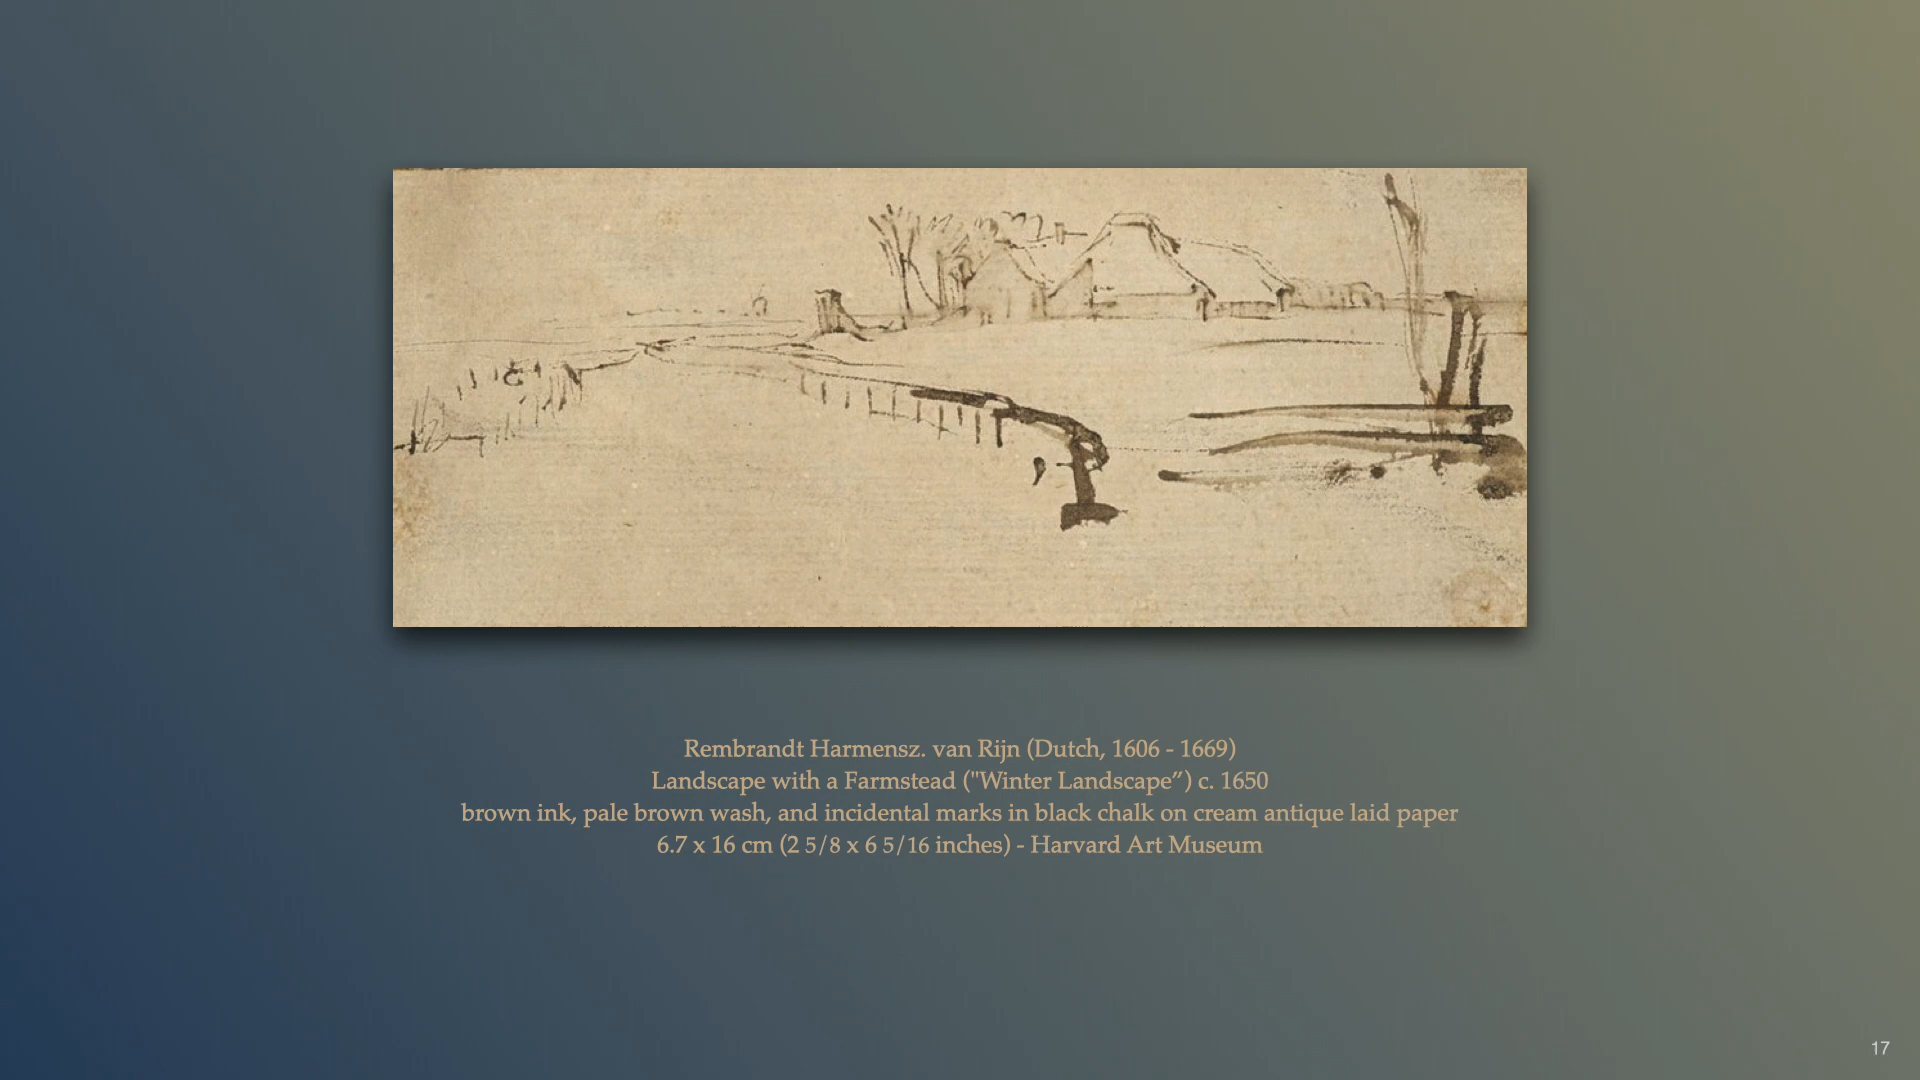 Rembrandt Harmensz. van Rijn (Dutch, 1606 - 1669)
Landscape with a Farmstead ("Winter Landscape”) c. 1650
brown ink, pale brown wash, and incidental marks in black chalk on cream antique laid paper
6.7 x 16 cm (2 5/8 x 6 5/16 inches) - Harvard Art Museum
17